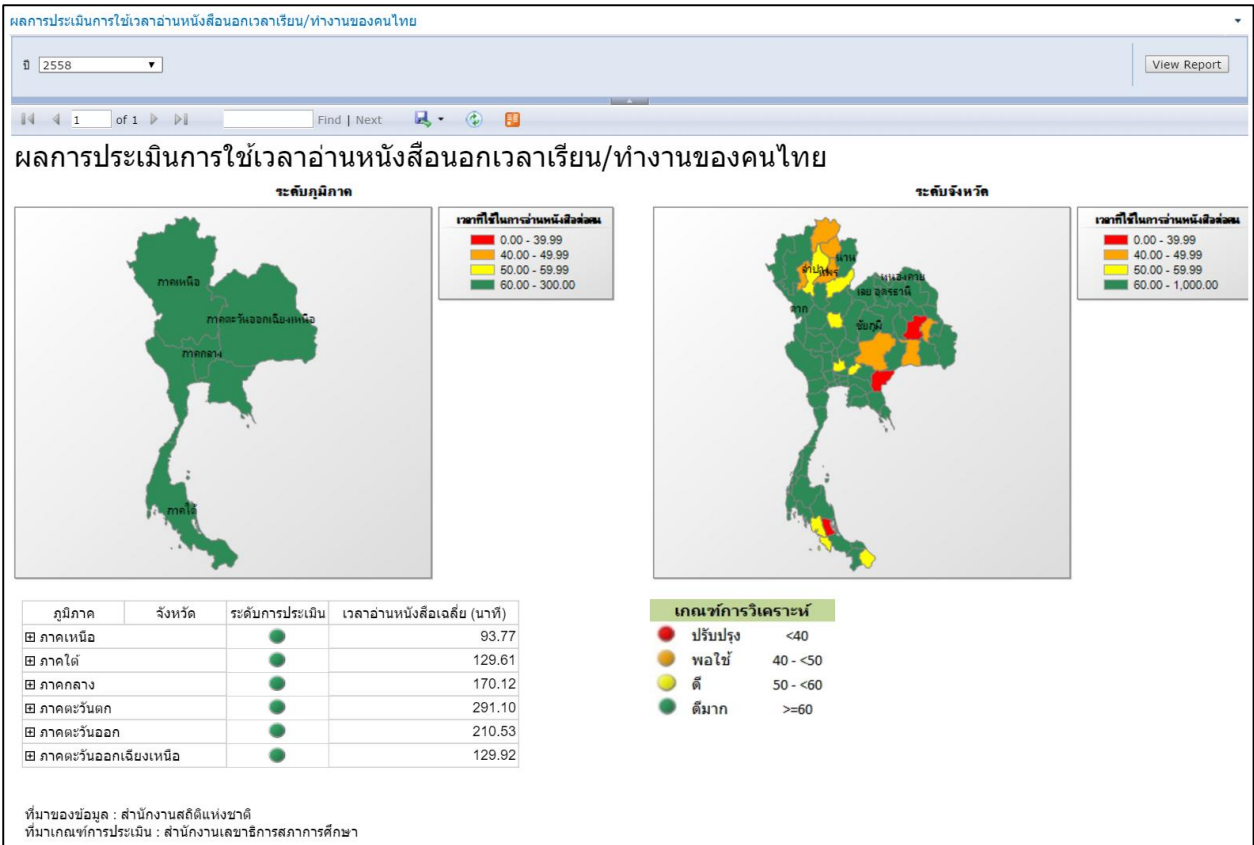 ผลการประเมินการใช้เวลาอ่านหนังสือนอกเวลาเรียน/ทำงานของคนไทย
ปี 2558 View Report
1 of 1 Find | Next
ผลการประเมินการใช้เวลาอ่านหนังสือนอกเวลาเรียน/ทำงานของคนไทย
ระดับภูมิภาค
ภาคเหนือ
ภาคตะวันออกเฉียงเหนือ
ภาคกลาง
ภาคใต้
เวลาที่ใช้ในการอ่านหนังสือต่อคน
0.00 - 39.99
40.00 - 49.99
50.00 - 59.99
60.00 - 300.00
ระดับจังหวัด
น่าน
ลำปาง
แพร่
หนองคาย
เลย อุดรธานี
ตาก
ชัยภูมิ
เวลาที่ใช้ในการอ่านหนังสือต่อคน
0.00 - 39.99
40.00 - 49.99
50.00 - 59.99
60.00 - 1,000.00
ภูมิภาค จังหวัด ระดับการประเมิน เวลาอ่านหนังสือเฉลี่ย (นาที)
ภาคเหนือ 93.77
ภาคใต้ 129.61
ภาคกลาง 170.12
ภาคตะวันตก 291.10
ภาคตะวันออก 210.53
ภาคตะวันออกเฉียงเหนือ 129.92
เกณฑ์การวิเคราะห์
ปรับปรุง <40
พอใช้ 40 - <50
ดี 50 - <60
ดีมาก >=60
ที่มาของข้อมูล : สำนักงานสถิติแห่งชาติ
ที่มาเกณฑ์การประเมิน : สำนักงานเลขาธิการสภาการศึกษา